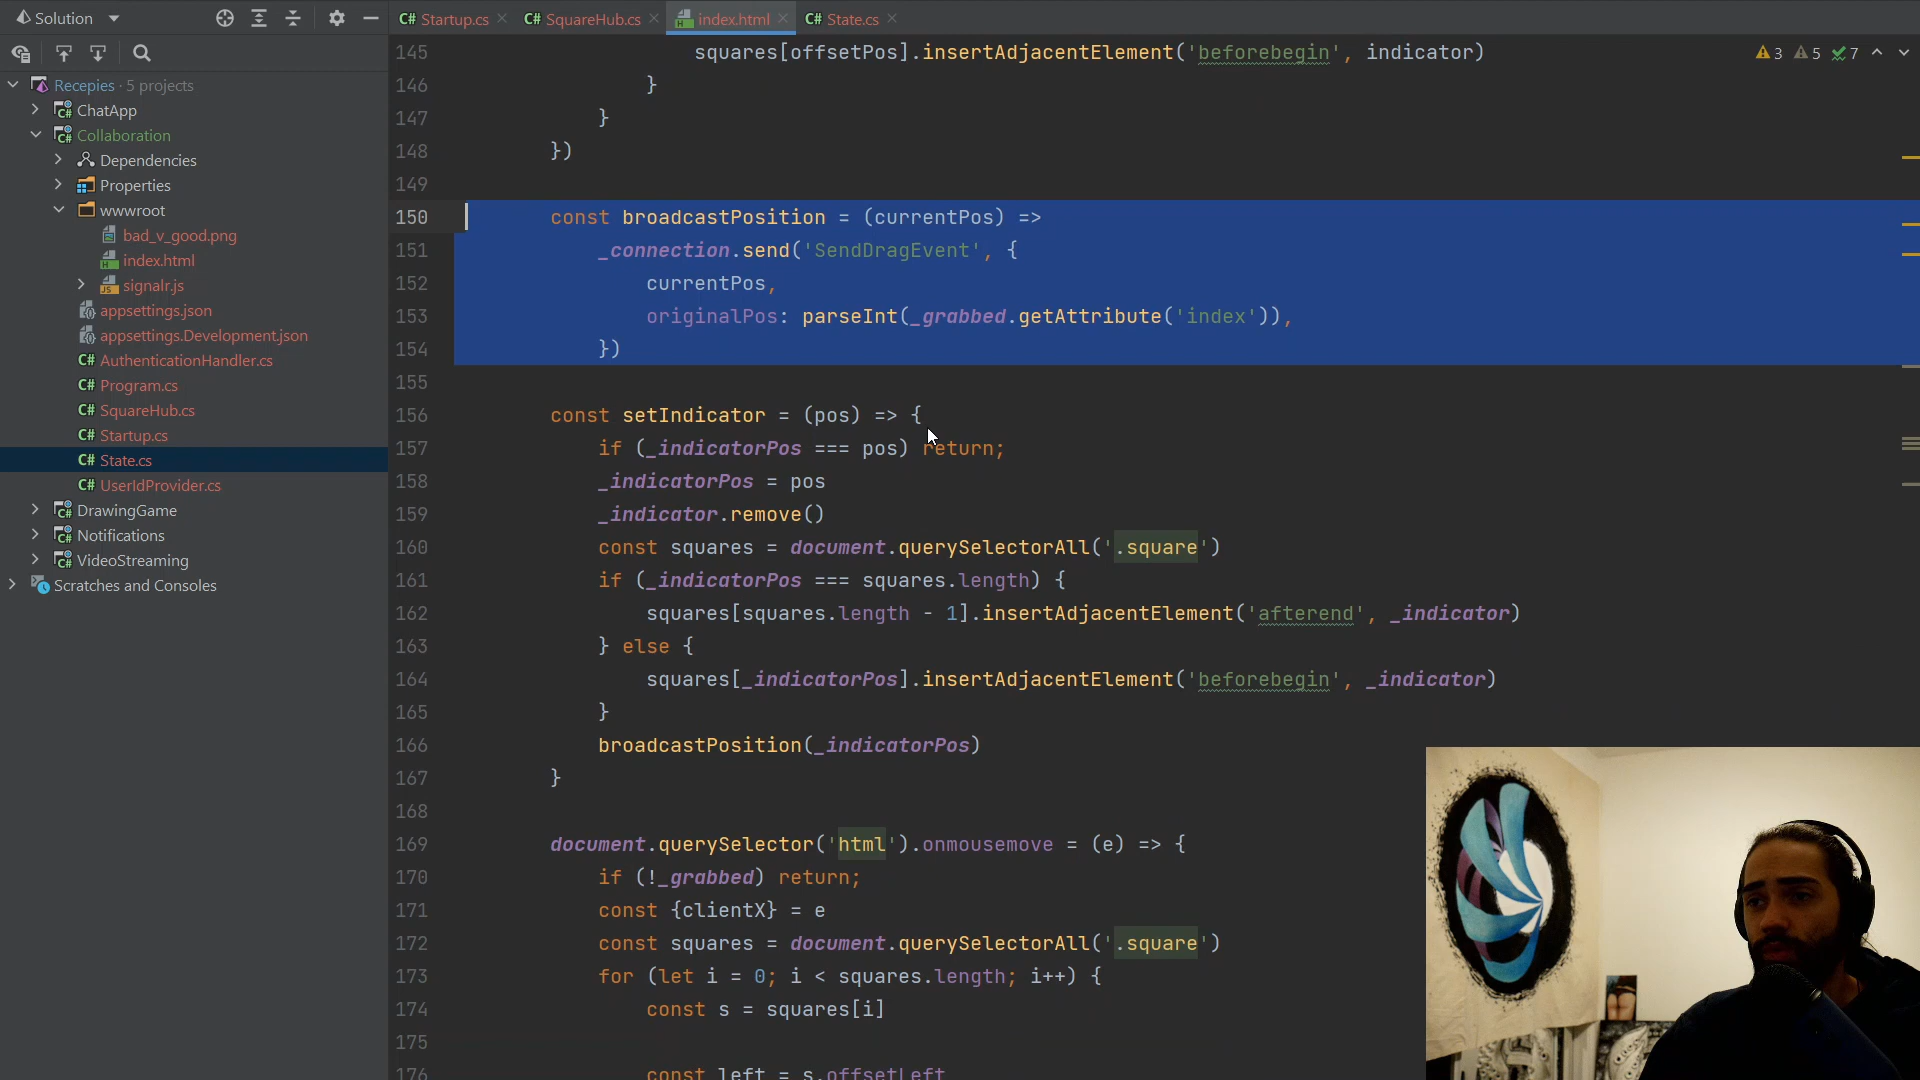 Solution
Startup.cs
SquareHub.cs
index.html
State.cs
Recepies · 5 projects
ChatApp
Collaboration
Dependencies
Properties
wwwroot
bad_v_good.png
index.html
signalr.js
appsettings.json
appsettings.Development.json
C# AuthenticationHandler.cs
C# Program.cs
C# SquareHub.cs
C# Startup.cs
C# State.cs
C# UserIdProvider.cs
DrawingGame
Notifications
VideoStreaming
Scratches and Consoles
3 5 7
145 squares[offsetPos].insertAdjacentElement('beforebegin', indicator)
146 }
147 }
148 })
149
150 const broadcastPosition = (currentPos) =>
151 _connection.send('SendDragEvent', {
152 currentPos,
153 originalPos: parseInt(_grabbed.getAttribute('index')),
154 })
155
156 const setIndicator = (pos) => {
157 if (_indicatorPos === pos) return;
158 _indicatorPos = pos
159 _indicator.remove()
160 const squares = document.querySelectorAll('.square')
161 if (_indicatorPos === squares.length) {
162 squares[squares.length - 1].insertAdjacentElement('afterend', _indicator)
163 } else {
164 squares[_indicatorPos].insertAdjacentElement('beforebegin', _indicator)
165 }
166 broadcastPosition(_indicatorPos)
167 }
168
169 document.querySelector('html').onmousemove = (e) => {
170 if (!_grabbed) return;
171 const {clientX} = e
172 const squares = document.querySelectorAll('.square')
173 for (let i = 0; i < squares.length; i++) {
174 const s = squares[i]
175
176 const left = s.offsetLeft